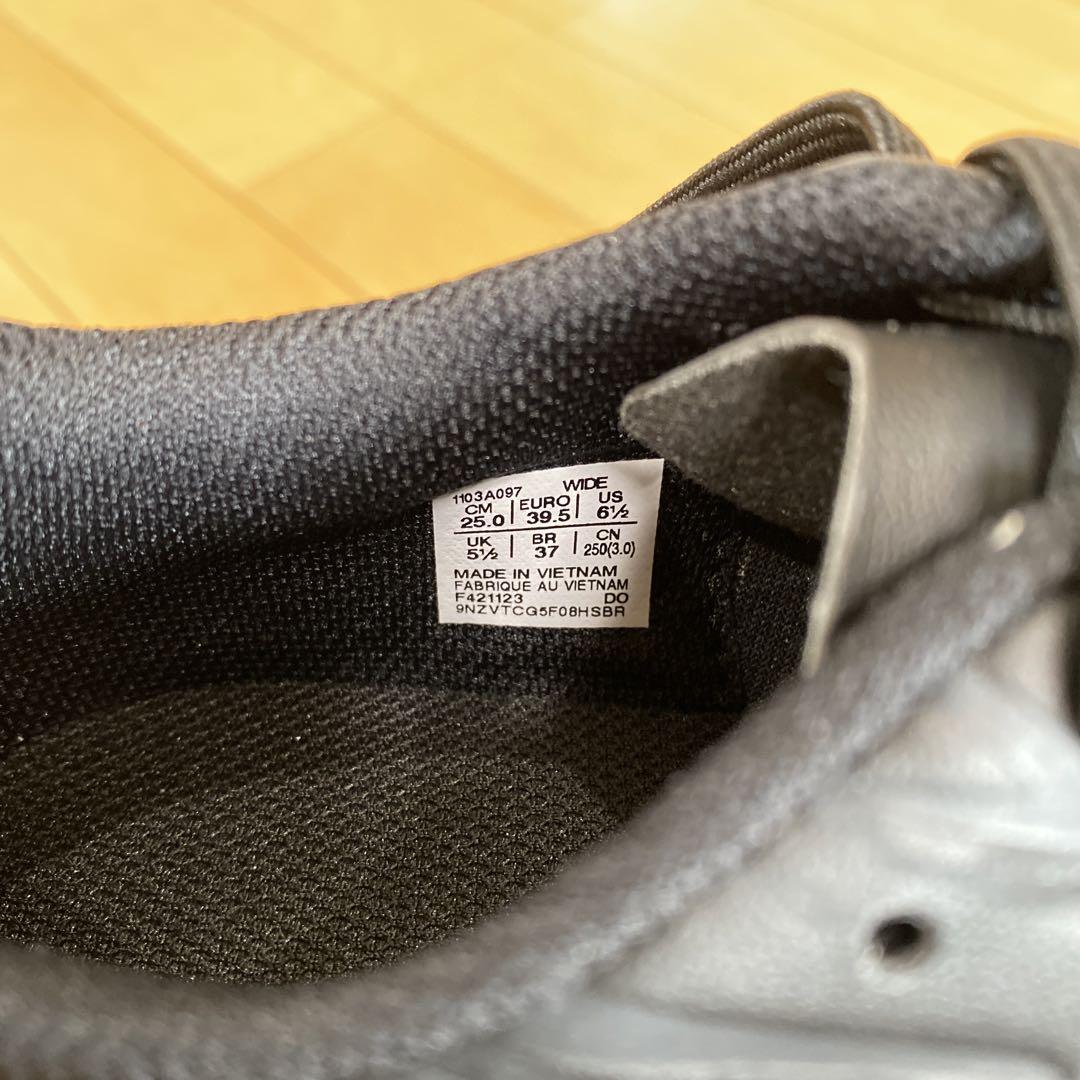 1103A097 WIDE
CM | EURO | US
25.0 | 39.5 | 6½
UK | BR | CN
5½ | 37 | 250(3.0)
MADE IN VIETNAM
FABRIQUE AU VIETNAM
F421123 DO
9NZVTCG5F08HSBR